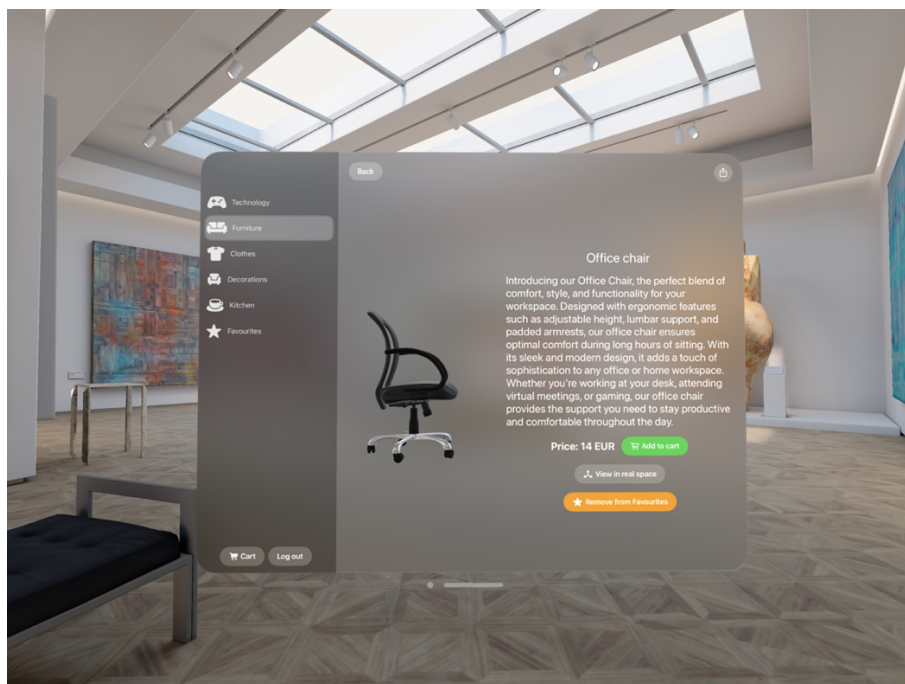 Back
Technology
Furniture
Clothes
Decorations
Kitchen
Favourites
Office chair
Introducing our Office Chair, the perfect blend of
comfort, style, and functionality for your
workspace. Designed with ergonomic features
such as adjustable height, lumbar support, and
padded armrests, our office chair ensures
optimal comfort during long hours of sitting. With
its sleek and modern design, it adds a touch of
sophistication to any office or home workspace.
Whether you're working at your desk, attending
virtual meetings, or gaming, our office chair
provides the support you need to stay productive
and comfortable throughout the day.
Price: 14 EUR Add to cart
View in real space
Remove from Favourites
Cart Log out